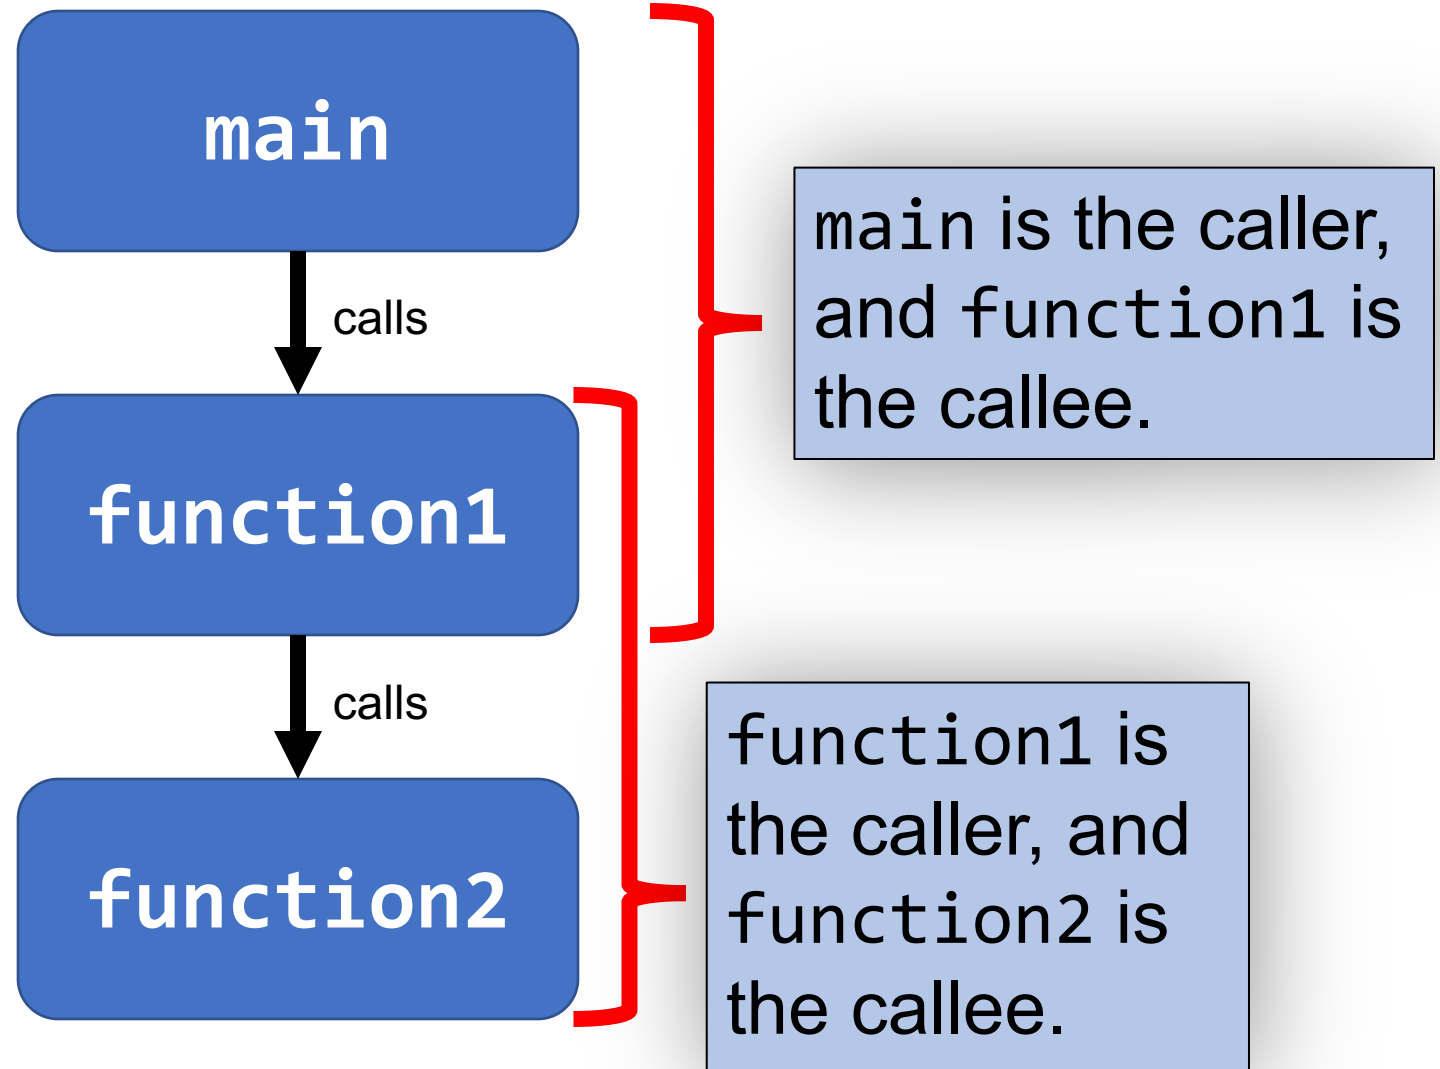 main
main is the caller,
and function1 is
the callee.
calls
function1
calls
function1 is
the caller, and
function2 is
the callee.
function2